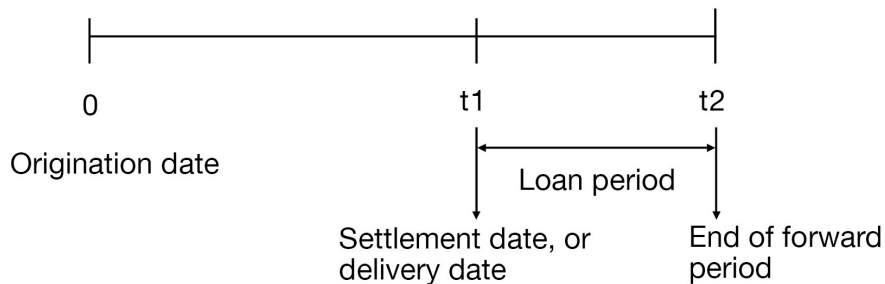 0
t1
t2
Origination date
Loan period
Settlement date, or
delivery date
End of forward
period